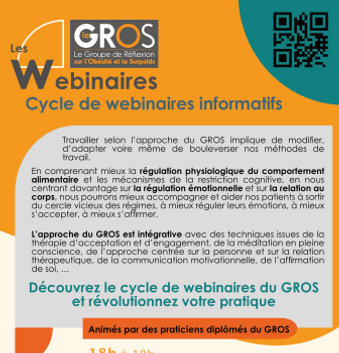 le GROS
Le Groupe de Réflexion
sur l'Obésité et le Surpoids
Les
Webinaires
Cycle de webinaires informatifs
Travailler selon l'approche du GROS implique de modifier,
d'adapter voire même de bouleverser nos méthodes de
travail.
En comprenant mieux la régulation physiologique du comportement
alimentaire et les mécanismes de la restriction cognitive, en nous
centrant davantage sur la régulation émotionnelle et sur la relation au
corps, nous pourrons mieux accompagner et aider nos patients à sortir
du cercle vicieux des régimes, à mieux réguler leurs émotions, à mieux
s'accepter, à mieux s'affirmer.
L'approche du GROS est intégrative avec des techniques issues de la
thérapie d'acceptation et d'engagement, de la méditation en pleine
conscience, de l'approche centrée sur la personne et sur la relation
thérapeutique, de la communication motivationnelle, de l'affirmation
de soi, ...
Découvrez le cycle de webinaires du GROS
et révolutionnez votre pratique
Animés par des praticiens diplômés du GROS
18h à 19h